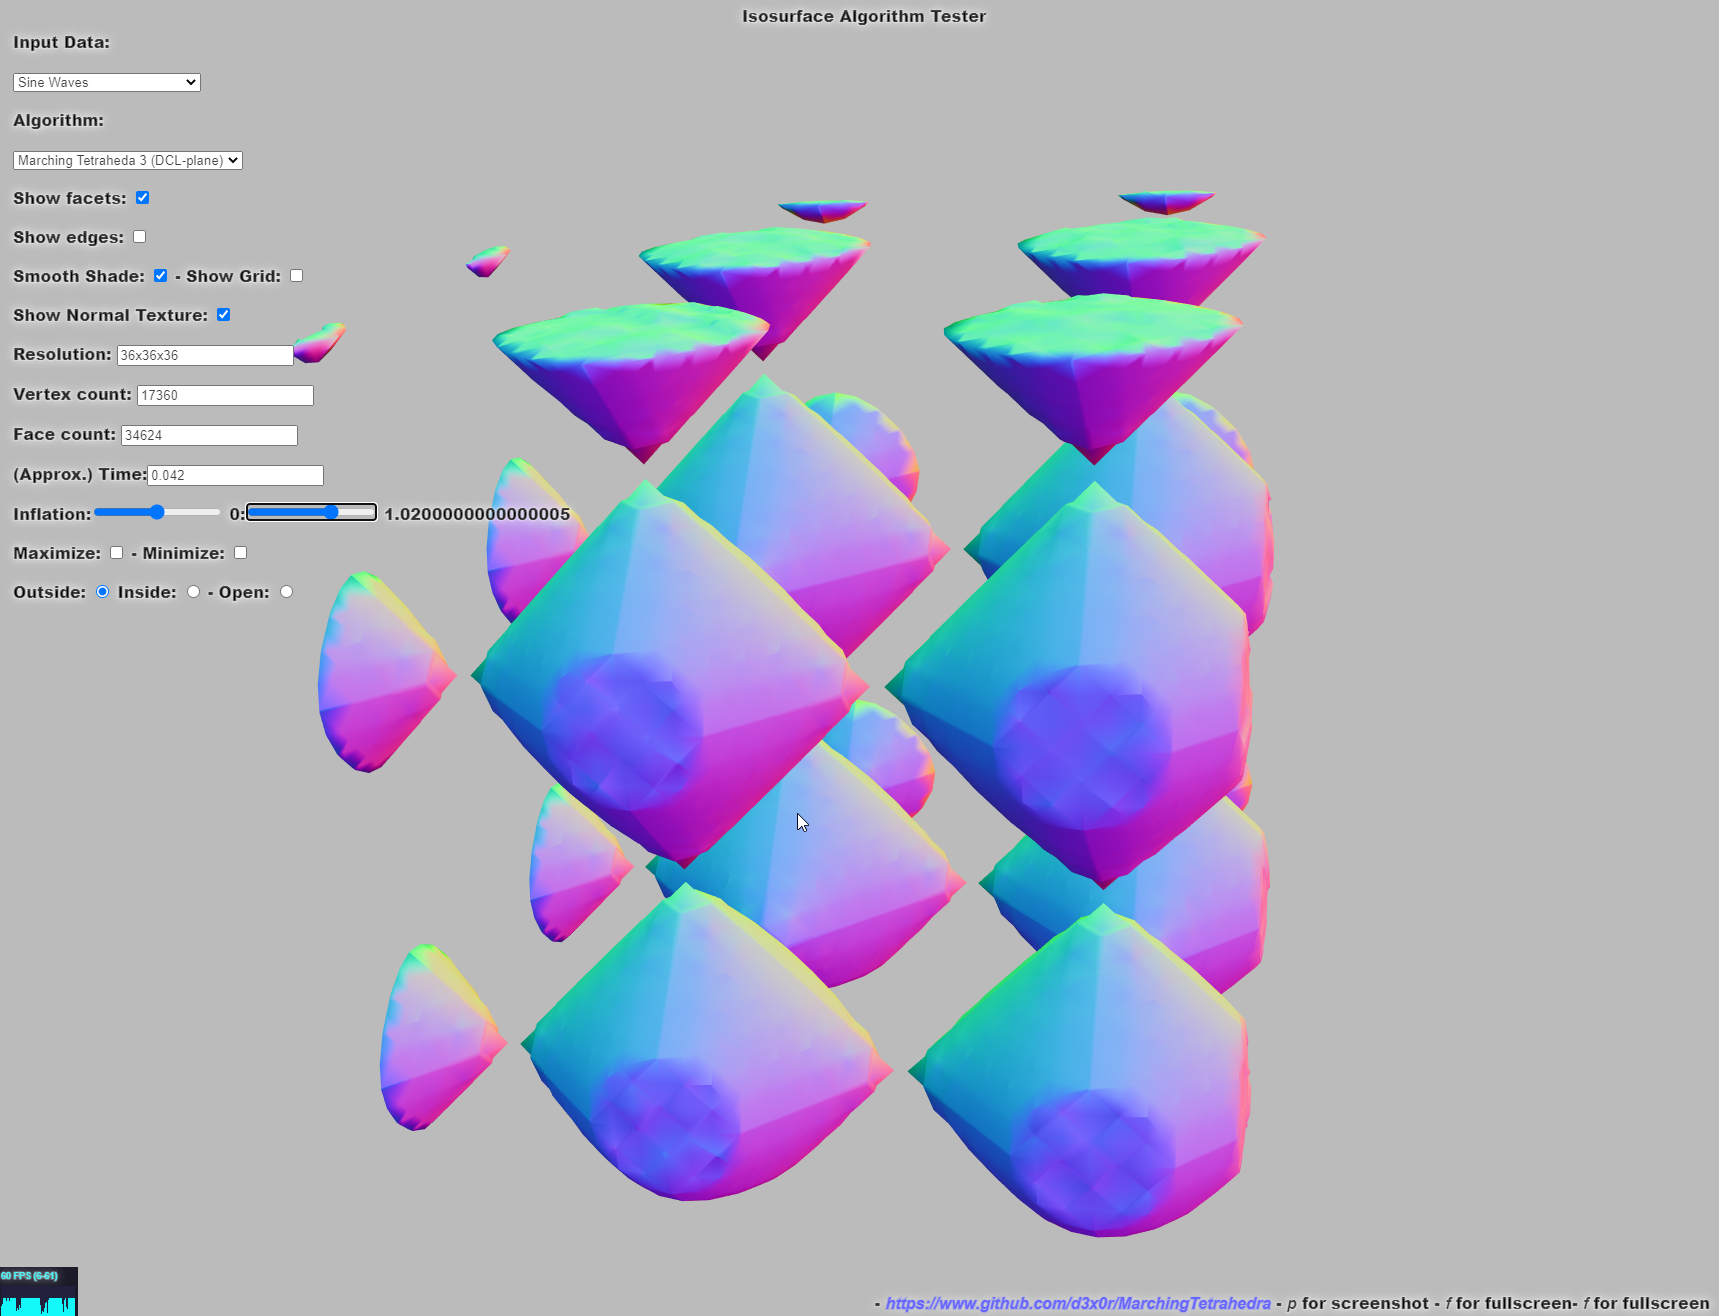 Isosurface Algorithm Tester
Input Data:
Sine Waves
Algorithm:
Marching Tetraheda 3 (DCL-plane)
Show facets:
Show edges:
Smooth Shade: - Show Grid:
Show Normal Texture:
Resolution: 36x36x36
Vertex count: 17360
Face count: 34624
(Approx.) Time: 0.042
Inflation: 0: 1.0200000000000005
Maximize: - Minimize:
Outside: Inside: - Open:
60 FPS (6-61)
- https://www.github.com/d3x0r/MarchingTetrahedra - p for screenshot - f for fullscreen- f for fullscreen